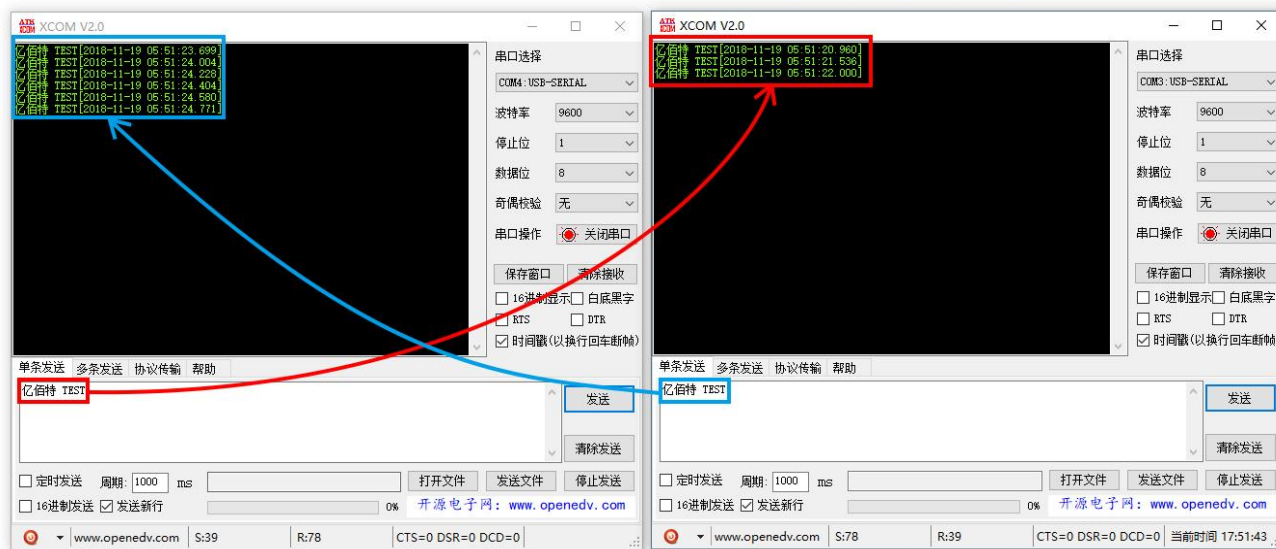 ATK XCOM XCOM V2.0
亿佰特 TEST[2018-11-19 05:51:23.699]
亿佰特 TEST[2018-11-19 05:51:24.004]
亿佰特 TEST[2018-11-19 05:51:24.228]
亿佰特 TEST[2018-11-19 05:51:24.404]
亿佰特 TEST[2018-11-19 05:51:24.580]
亿佰特 TEST[2018-11-19 05:51:24.771]
串口选择
COM4:USB-SERIAL
波特率 9600
停止位 1
数据位 8
奇偶校验 无
串口操作 关闭串口
保存窗口 清除接收
16进制显示 白底黑字
RTS DTR
时间戳(以换行回车断帧)
单条发送 多条发送 协议传输 帮助
亿佰特 TEST
发送
清除发送
定时发送 周期: 1000 ms 打开文件 发送文件 停止发送
16进制发送 发送新行 0% 开源电子网: www.openedv.com
www.openedv.com S:39 R:78 CTS=0 DSR=0 DCD=0
ATK XCOM XCOM V2.0
亿佰特 TEST[2018-11-19 05:51:20.960]
亿佰特 TEST[2018-11-19 05:51:21.536]
亿佰特 TEST[2018-11-19 05:51:22.000]
串口选择
COM3:USB-SERIAL
波特率 9600
停止位 1
数据位 8
奇偶校验 无
串口操作 关闭串口
保存窗口 清除接收
16进制显示 白底黑字
RTS DTR
时间戳(以换行回车断帧
单条发送 多条发送 协议传输 帮助
亿佰特 TEST
发送
清除发送
定时发送 周期: 1000 ms 打开文件 发送文件 停止发送
16进制发送 发送新行 0% 开源电子网: www.openedv.com
www.openedv.com S:78 R:39 CTS=0 DSR=0 DCD=0 当前时间 17:51:43